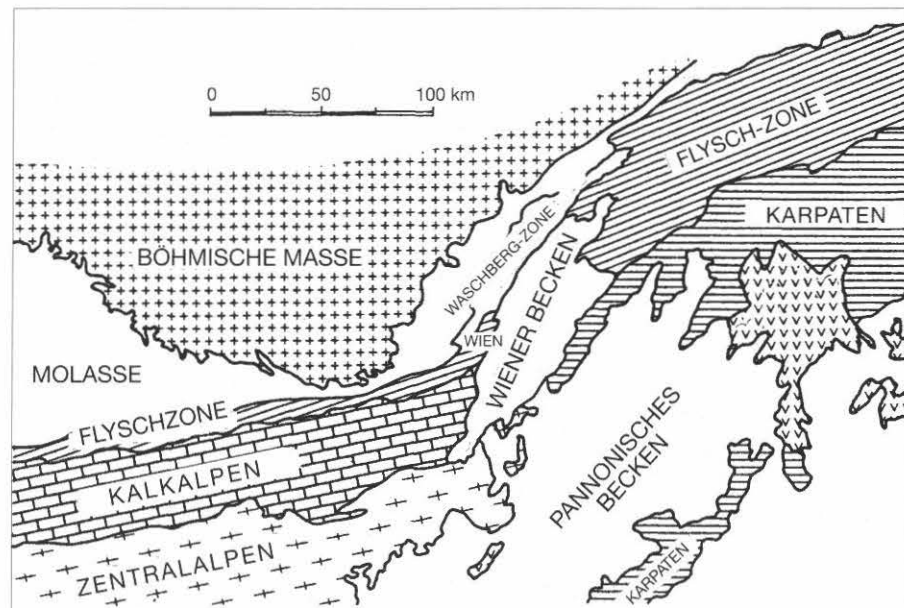 0 50 100 km
FLYSCH-ZONE
KARPATEN
BÖHMISCHE MASSE
WASCHBERG-ZONE
WIENER BECKEN
WIEN
MOLASSE
FLYSCHZONE
KALKALPEN
PANNONISCHES
BECKEN
ZENTRALALPEN
KARPATEN